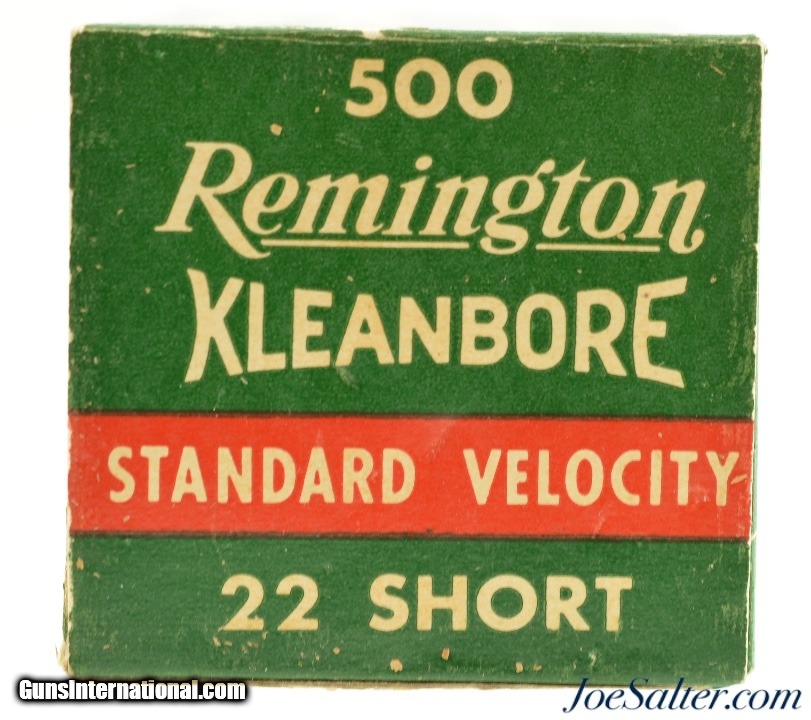 500
Remington
KLEANBORE
STANDARD VELOCITY
22 SHORT
GunsInternational.com
JoeSalter.com